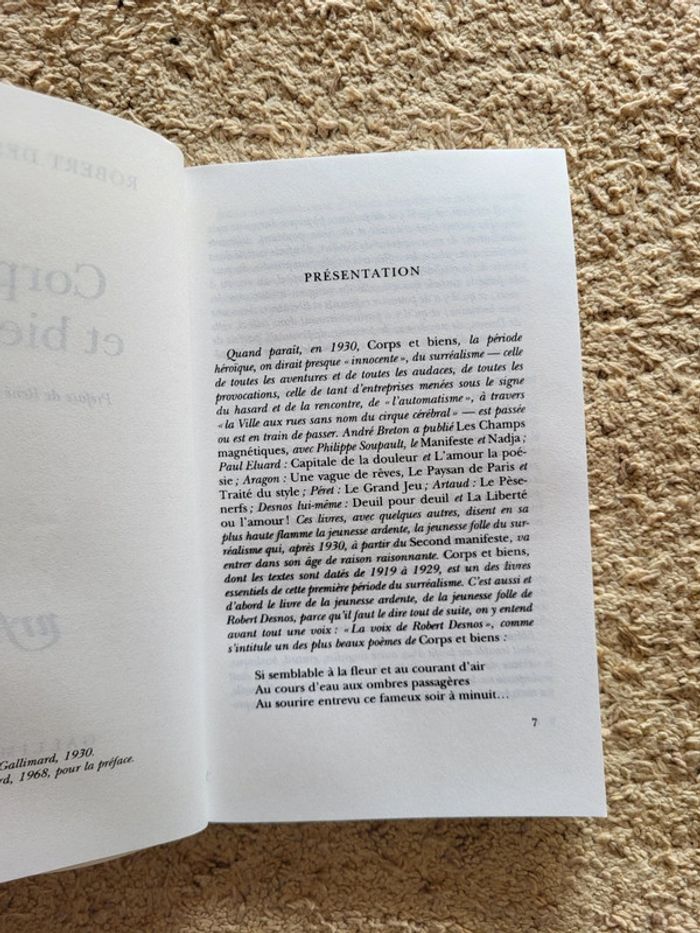 Gallimard, 1930.
1968, pour la préface.
PRÉSENTATION
Quand paraît, en 1930, Corps et biens, la période
héroïque, on dirait presque « innocente », du surréalisme — celle
de toutes les aventures et de toutes les audaces, de toutes les
provocations, celle de tant d'entreprises menées sous le signe
du hasard et de la rencontre, de « l'automatisme », à travers
« la Ville aux rues sans nom du cirque cérébral » — est passée
ou est en train de passer. André Breton a publié Les Champs
magnétiques, avec Philippe Soupault, le Manifeste et Nadja ;
Paul Eluard : Capitale de la douleur et L'amour la poé-
sie ; Aragon : Une vague de rêves, Le Paysan de Paris et
Traité du style ; Péret : Le Grand Jeu ; Artaud : Le Pèse-
nerfs ; Desnos lui-même : Deuil pour deuil et La Liberté
ou l'amour ! Ces livres, avec quelques autres, disent en sa
plus haute flamme la jeunesse ardente, la jeunesse folle du sur-
réalisme qui, après 1930, à partir du Second manifeste, va
entrer dans son âge de raison raisonnante. Corps et biens,
dont les textes sont datés de 1919 à 1929, est un des livres
essentiels de cette première période du surréalisme. C'est aussi et
d'abord le livre de la jeunesse ardente, de la jeunesse folle de
Robert Desnos, parce qu'il faut le dire tout de suite, on y entend
avant tout une voix : « La voix de Robert Desnos », comme
s'intitule un des plus beaux poèmes de Corps et biens :
Si semblable à la fleur et au courant d'air
Au cours d'eau aux ombres passagères
Au sourire entrevu ce fameux soir à minuit...
7